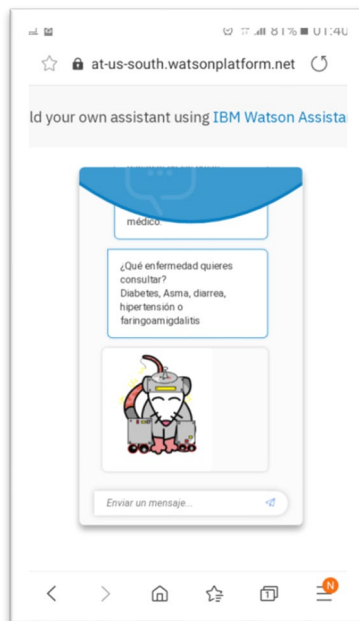 81% 01:40
at-us-south.watsonplatform.net
ld your own assistant using IBM Watson Assista
médico.
¿Qué enfermedad quieres
consultar?
Diabetes, Asma, diarrea,
hipertensión o
faringoamigdalitis
Enviar un mensaje...
1
N